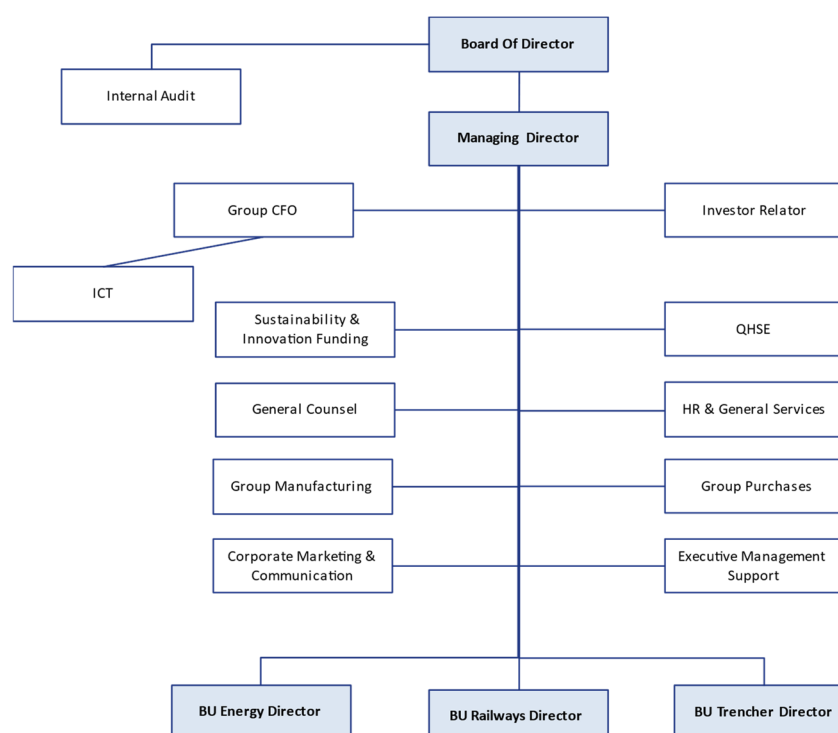 Board Of Director
Internal Audit
Managing Director
Group CFO
Investor Relator
ICT
Sustainability &
Innovation Funding
QHSE
General Counsel
HR & General Services
Group Manufacturing
Group Purchases
Corporate Marketing &
Communication
Executive Management
Support
BU Energy Director
BU Railways Director
BU Trencher Director